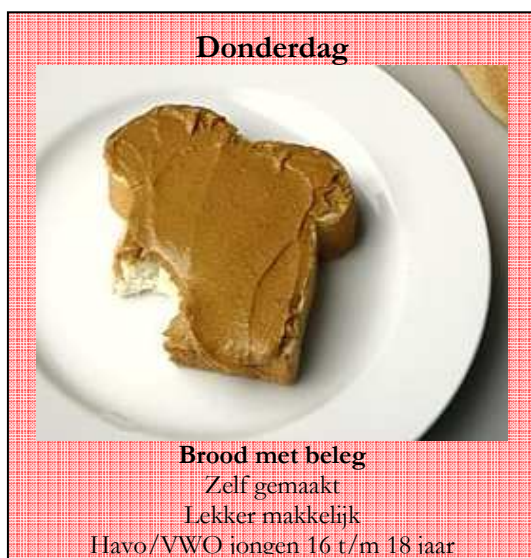 Donderdag
Brood met beleg
Zelf gemaakt
Lekker makkelijk
Havo/VWO jongen 16 t/m 18 jaar